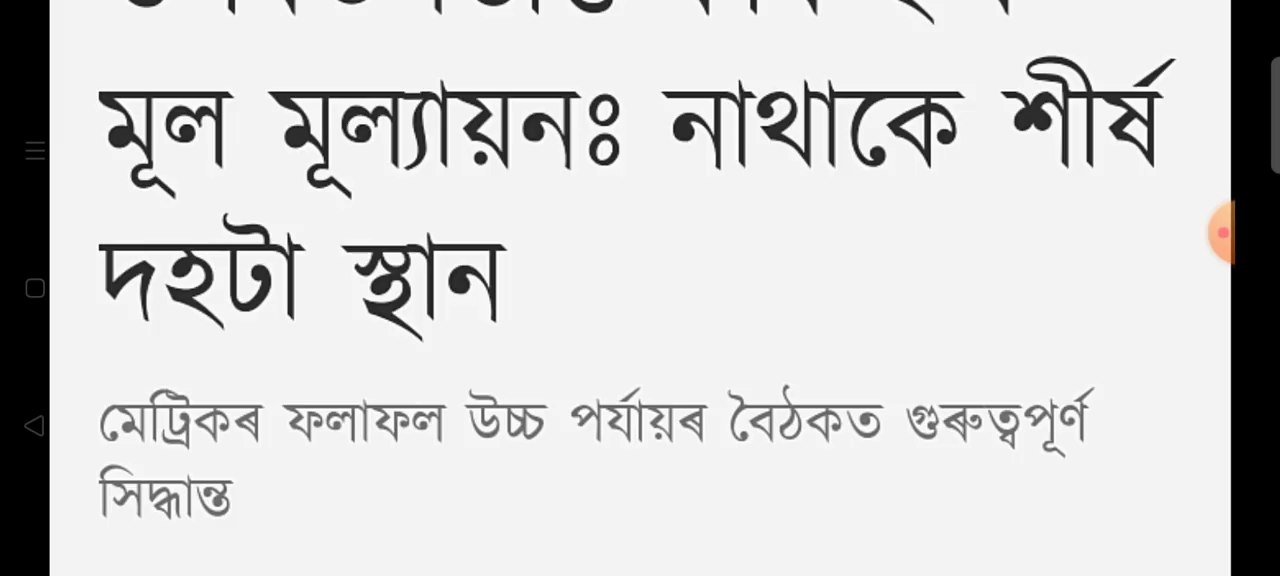 মূল মূল্যায়নঃ নাথাকে শীৰ্ষ
দহটা স্থান
মেট্ৰিকৰ ফলাফল উচ্চ পৰ্যায়ৰ বৈঠকত গুৰুত্বপূৰ্ণ
সিদ্ধান্ত